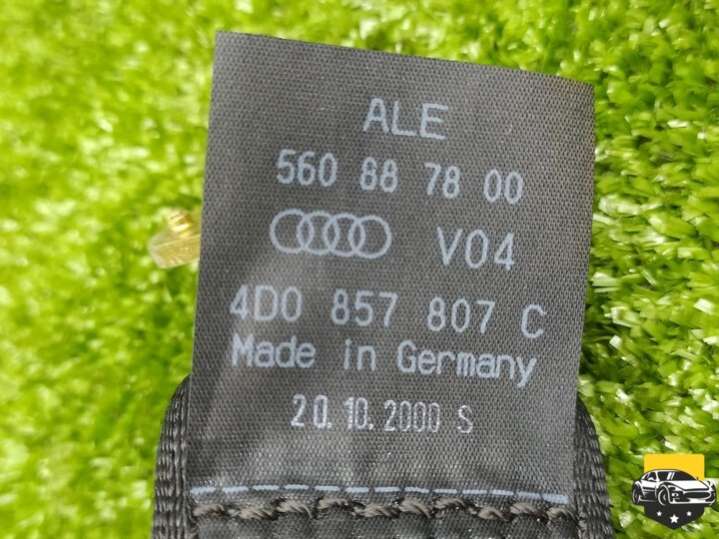 ALE
560 88 78 00
V04
4D0 857 807 C
Made in Germany
20.10.2000 S